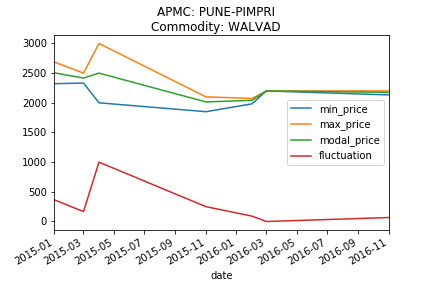 APMC: PUNE-PIMPRI
Commodity: WALVAD
3000
2500
2000
1500
1000
500
0
min_price
max_price
modal_price
fluctuation
2015-01
2015-03
2015-05
2015-07
2015-09
2015-11
2016-01
2016-03
2016-05
2016-07
2016-09
2016-11
date